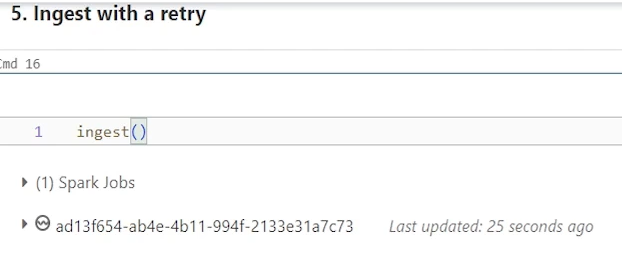 5. Ingest with a retry
Cmd 16
1 ingest()
(1) Spark Jobs
ad13f654-ab4e-4b11-994f-2133e31a7c73 Last updated: 25 seconds ago